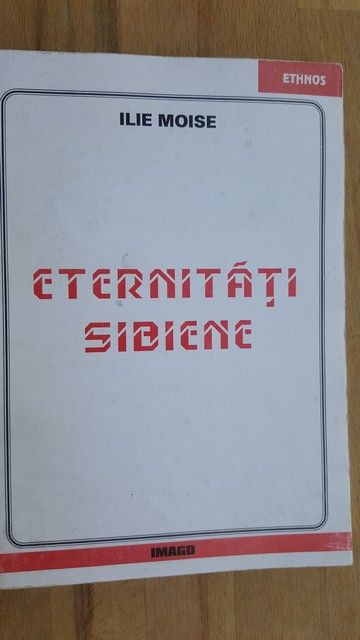 ETHNOS
ILIE MOISE
ETERNITĂȚI
SIBIENE
IMAGO